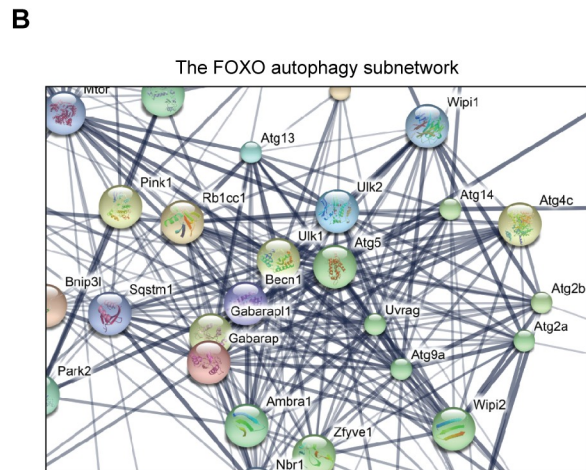 B
The FOXO autophagy subnetwork
Mtor
Wipi1
Atg13
Pink1
Rb1cc1
Ulk2
Atg14
Atg4c
Ulk1
Atg5
Becn1
Bnip3l
Sqstm1
Gabarapl1
Uvrag
Atg2b
Atg2a
Gabarap
Atg9a
Park2
Ambra1
Wipi2
Zfyve1
Nbr1